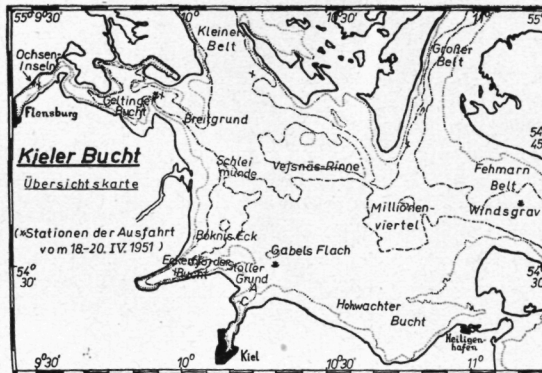 55° 9°30'
10°
10°30'
11°
55°
Kleiner
Belt
Großer
Belt
Ochsen-
Inseln
Flensburg
Geltinger
Bucht
Breitgrund
54°
45'
Kieler Bucht
Übersichtskarte
Schlei
münde
Vejsnäs-Rinne
Fehmarn
Belt
Windsgrav
Millionen-
viertel
(×Stationen der Ausfahrt
vom 18.-20. IV. 1951)
Boknis Eck
Gabels Flach
Eckernförder
Bucht
Stoller
Grund
A
C
54°
30'
54°
30'
Hohwachter
Bucht
Heiligen-
hafen
Kiel
9°30'
10°
10°30'
11°